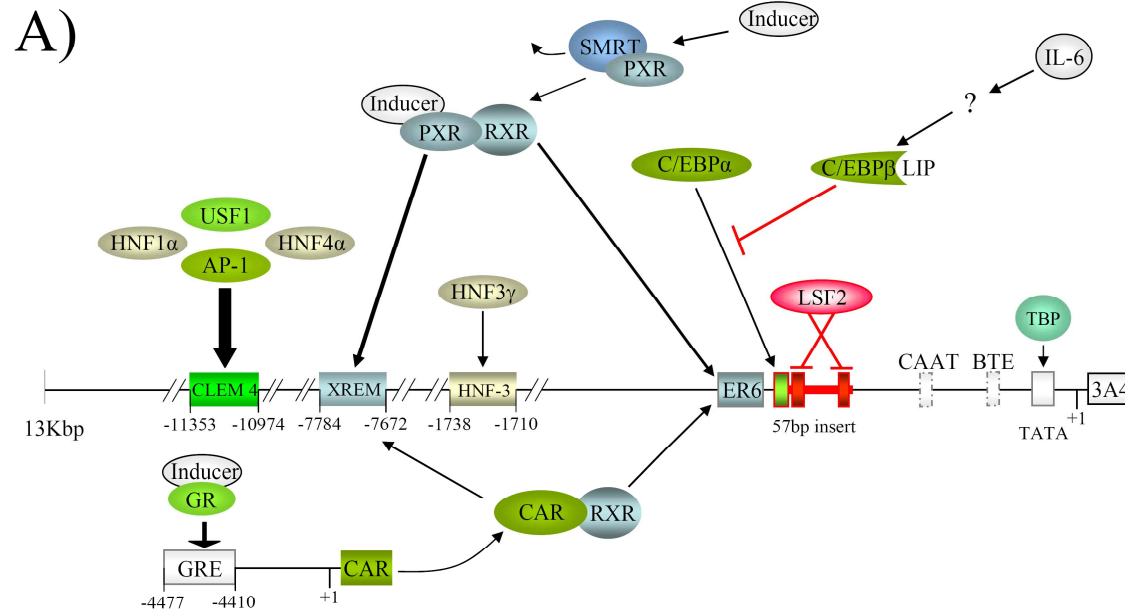 A)
Inducer
SMRT
PXR
IL-6
?
Inducer
PXR
RXR
C/EBPα
C/EBPβ LIP
USF1
HNF1α
HNF4α
AP-1
HNF3γ
LSF2
TBP
CAAT
BTE
CLEM 4
XREM
HNF-3
ER6
3A4
-11353
-10974
-7784
-7672
-1738
-1710
57bp insert
TATA
+1
13Kbp
Inducer
GR
CAR
RXR
GRE
CAR
-4477
-4410
+1